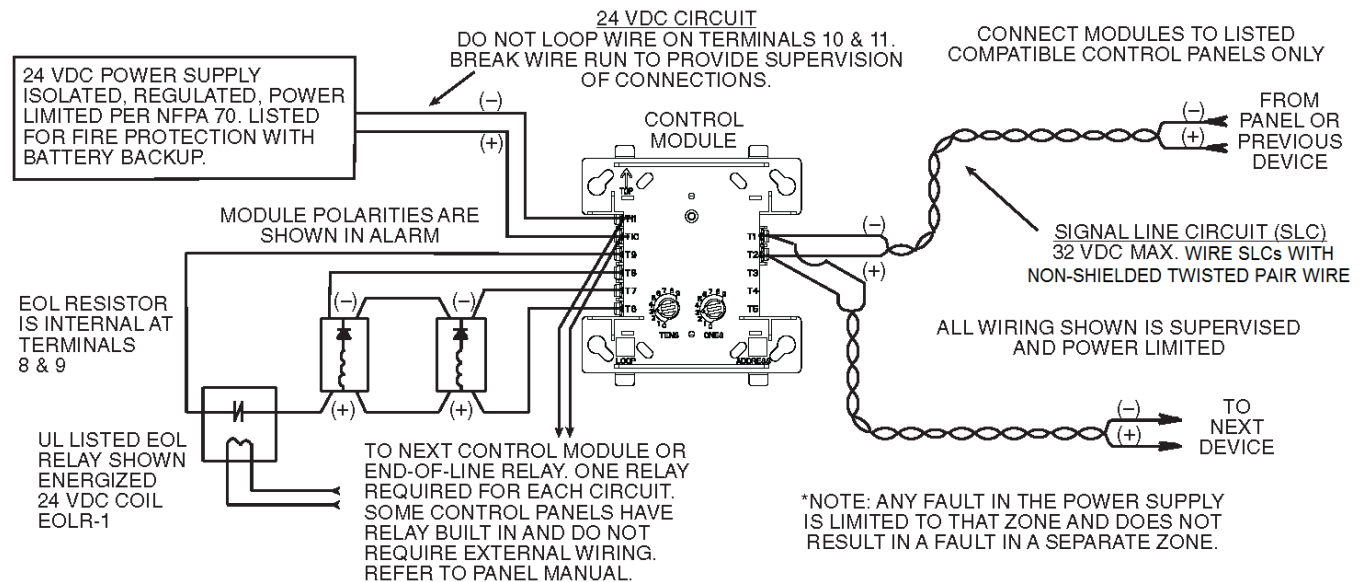 24 VDC CIRCUIT
DO NOT LOOP WIRE ON TERMINALS 10 & 11.
BREAK WIRE RUN TO PROVIDE SUPERVISION
OF CONNECTIONS.
CONNECT MODULES TO LISTED
COMPATIBLE CONTROL PANELS ONLY
24 VDC POWER SUPPLY
ISOLATED, REGULATED, POWER
LIMITED PER NFPA 70. LISTED
FOR FIRE PROTECTION WITH
BATTERY BACKUP.
(–)
(+)
CONTROL
MODULE
(–)
(+)
FROM
PANEL OR
PREVIOUS
DEVICE
MODULE POLARITIES ARE
SHOWN IN ALARM
TOP
T11
T10
T9
T8
T7
T6
T1
T2
T3
T4
T5
TENS
ONES
LOOP
ADDRESS
(–)
(+)
SIGNAL LINE CIRCUIT (SLC)
32 VDC MAX. WIRE SLCs WITH
NON-SHIELDED TWISTED PAIR WIRE
EOL RESISTOR
IS INTERNAL AT
TERMINALS
8 & 9
(–)
(–)
(+)
(+)
ALL WIRING SHOWN IS SUPERVISED
AND POWER LIMITED
UL LISTED EOL
RELAY SHOWN
ENERGIZED
24 VDC COIL
EOLR-1
TO NEXT CONTROL MODULE OR
END-OF-LINE RELAY. ONE RELAY
REQUIRED FOR EACH CIRCUIT.
SOME CONTROL PANELS HAVE
RELAY BUILT IN AND DO NOT
REQUIRE EXTERNAL WIRING.
REFER TO PANEL MANUAL.
(–)
(+)
TO
NEXT
DEVICE
*NOTE: ANY FAULT IN THE POWER SUPPLY
IS LIMITED TO THAT ZONE AND DOES NOT
RESULT IN A FAULT IN A SEPARATE ZONE.